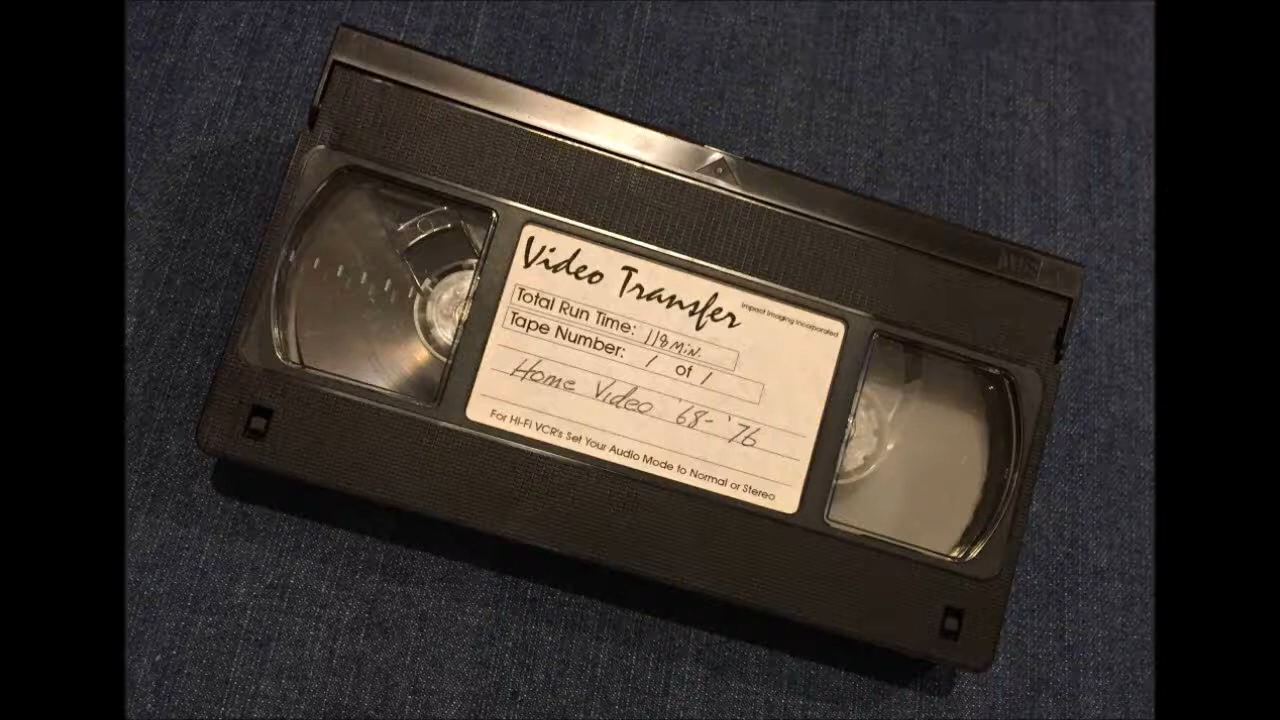 Video Transfer
Impact Imaging Incorporated
Total Run Time: 118 Min.
Tape Number: 1 of 1
Home Video '68-'76
For Hi-Fi VCR's Set Your Audio Mode to Normal or Stereo